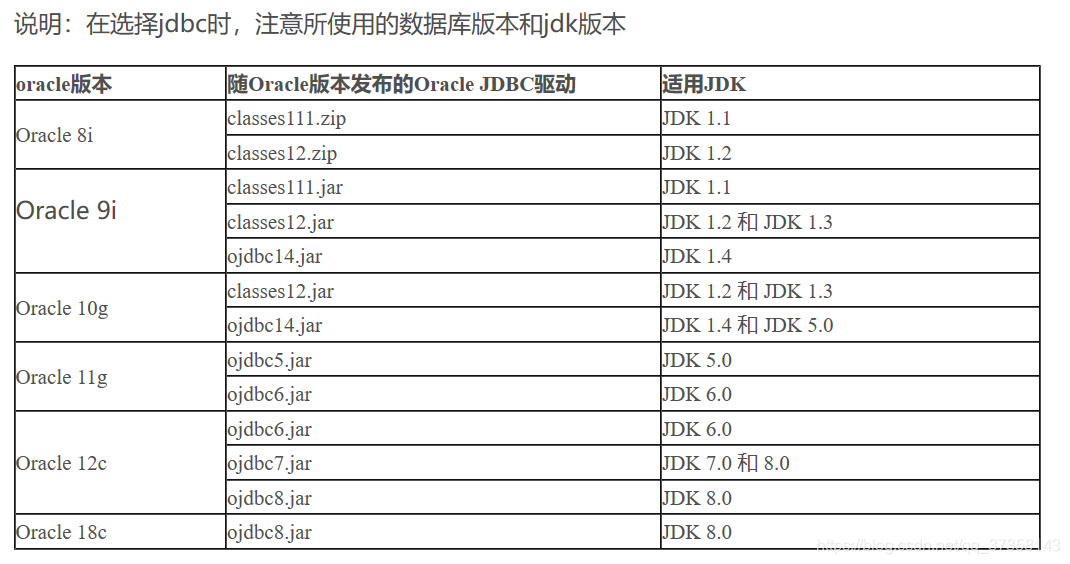 说明：在选择jdbc时，注意所使用的数据库版本和jdk版本
oracle版本 随Oracle版本发布的Oracle JDBC驱动 适用JDK
Oracle 8i classes111.zip JDK 1.1
classes12.zip JDK 1.2
Oracle 9i classes111.jar JDK 1.1
classes12.jar JDK 1.2 和 JDK 1.3
ojdbc14.jar JDK 1.4
Oracle 10g classes12.jar JDK 1.2 和 JDK 1.3
ojdbc14.jar JDK 1.4 和 JDK 5.0
Oracle 11g ojdbc5.jar JDK 5.0
ojdbc6.jar JDK 6.0
Oracle 12c ojdbc6.jar JDK 6.0
ojdbc7.jar JDK 7.0 和 8.0
ojdbc8.jar JDK 8.0
Oracle 18c ojdbc8.jar JDK 8.0
https://blog.csdn.net/qq_37358143